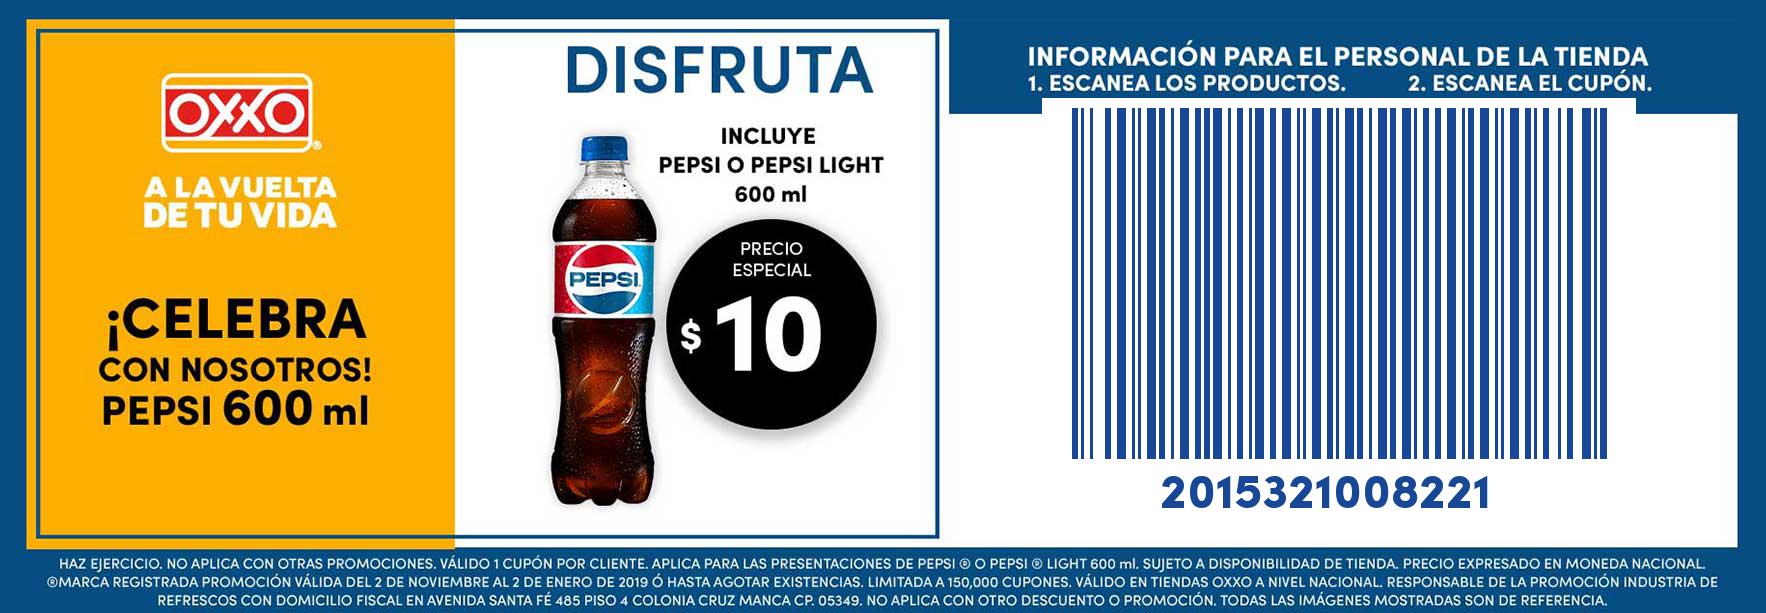 OXXO®
A LA VUELTA
DE TU VIDA
¡CELEBRA
CON NOSOTROS!
PEPSI 600 ml
DISFRUTA
INCLUYE
PEPSI O PEPSI LIGHT
600 ml
PEPSI
PRECIO
ESPECIAL
$10
INFORMACIÓN PARA EL PERSONAL DE LA TIENDA
1. ESCANEA LOS PRODUCTOS. 2. ESCANEA EL CUPÓN.
2015321008221
HAZ EJERCICIO. NO APLICA CON OTRAS PROMOCIONES. VÁLIDO 1 CUPÓN POR CLIENTE. APLICA PARA LAS PRESENTACIONES DE PEPSI ® O PEPSI ® LIGHT 600 ml. SUJETO A DISPONIBILIDAD DE TIENDA. PRECIO EXPRESADO EN MONEDA NACIONAL.
®MARCA REGISTRADA PROMOCIÓN VÁLIDA DEL 2 DE NOVIEMBRE AL 2 DE ENERO DE 2019 Ó HASTA AGOTAR EXISTENCIAS. LIMITADA A 150,000 CUPONES. VÁLIDO EN TIENDAS OXXO A NIVEL NACIONAL. RESPONSABLE DE LA PROMOCIÓN INDUSTRIA DE
REFRESCOS CON DOMICILIO FISCAL EN AVENIDA SANTA FÉ 485 PISO 4 COLONIA CRUZ MANCA CP. 05349. NO APLICA CON OTRO DESCUENTO O PROMOCIÓN. TODAS LAS IMÁGENES MOSTRADAS SON DE REFERENCIA.